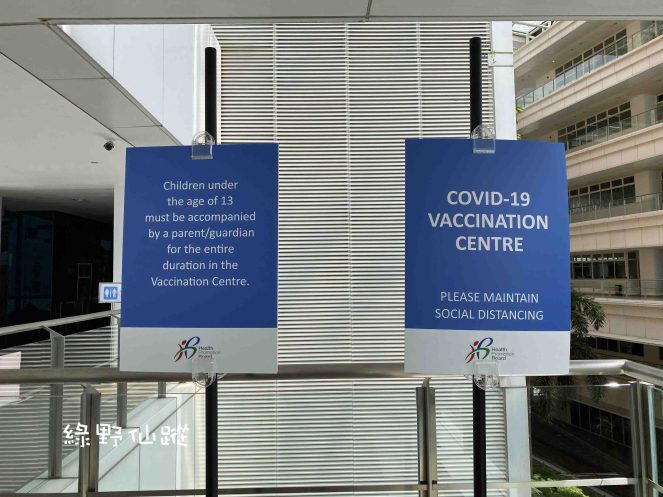 Children under
the age of 13
must be accompanied
by a parent/guardian
for the entire
duration in the
Vaccination Centre.
Health
Promotion
Board
COVID-19
VACCINATION
CENTRE
PLEASE MAINTAIN
SOCIAL DISTANCING
Health
Promotion
Board
綠野仙蹤